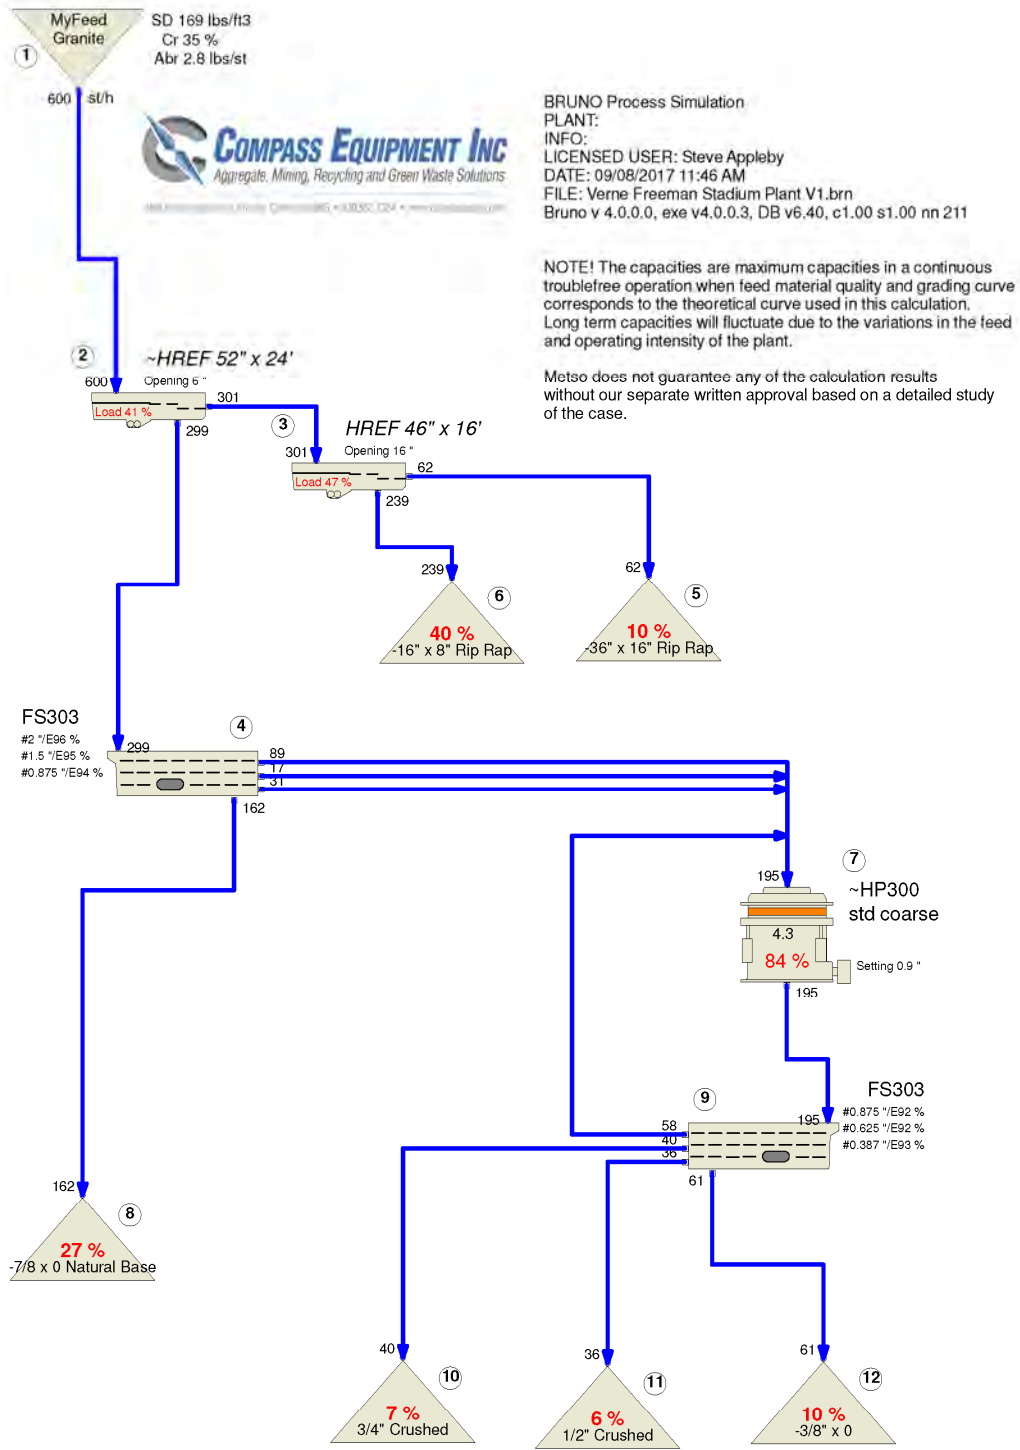 MyFeed
Granite
SD 169 lbs/ft3
Cr 35 %
Abr 2.8 lbs/st
1
600 st/h
COMPASS EQUIPMENT INC
Aggregate, Mining, Recycling and Green Waste Solutions
BRUNO Process Simulation
PLANT:
INFO:
LICENSED USER: Steve Appleby
DATE: 09/08/2017 11:46 AM
FILE: Verne Freeman Stadium Plant V1.brn
Bruno v 4.0.0.0, exe v4.0.0.3, DB v6.40, c1.00 s1.00 nn 211
NOTE! The capacities are maximum capacities in a continuous
troublefree operation when feed material quality and grading curve
corresponds to the theoretical curve used in this calculation.
Long term capacities will fluctuate due to the variations in the feed
and operating intensity of the plant.
Metso does not guarantee any of the calculation results
without our separate written approval based on a detailed study
of the case.
2
~HREF 52" x 24'
Opening 6 "
600
Load 41 %
301
299
3
HREF 46" x 16'
Opening 16 "
301
Load 47 %
62
239
239
6
40 %
-16" x 8" Rip Rap
62
5
10 %
-36" x 16" Rip Rap
FS303
#2 "/E96 %
#1.5 "/E95 %
#0.875 "/E94 %
4
299
89
17
31
162
7
195
~HP300
std coarse
4.3
84 %
Setting 0.9 "
195
9
FS303
#0.875 "/E92 %
#0.625 "/E92 %
#0.387 "/E93 %
195
58
40
36
61
162
8
27 %
-7/8 x 0 Natural Base
40
10
7 %
3/4" Crushed
36
11
6 %
1/2" Crushed
61
12
10 %
-3/8" x 0